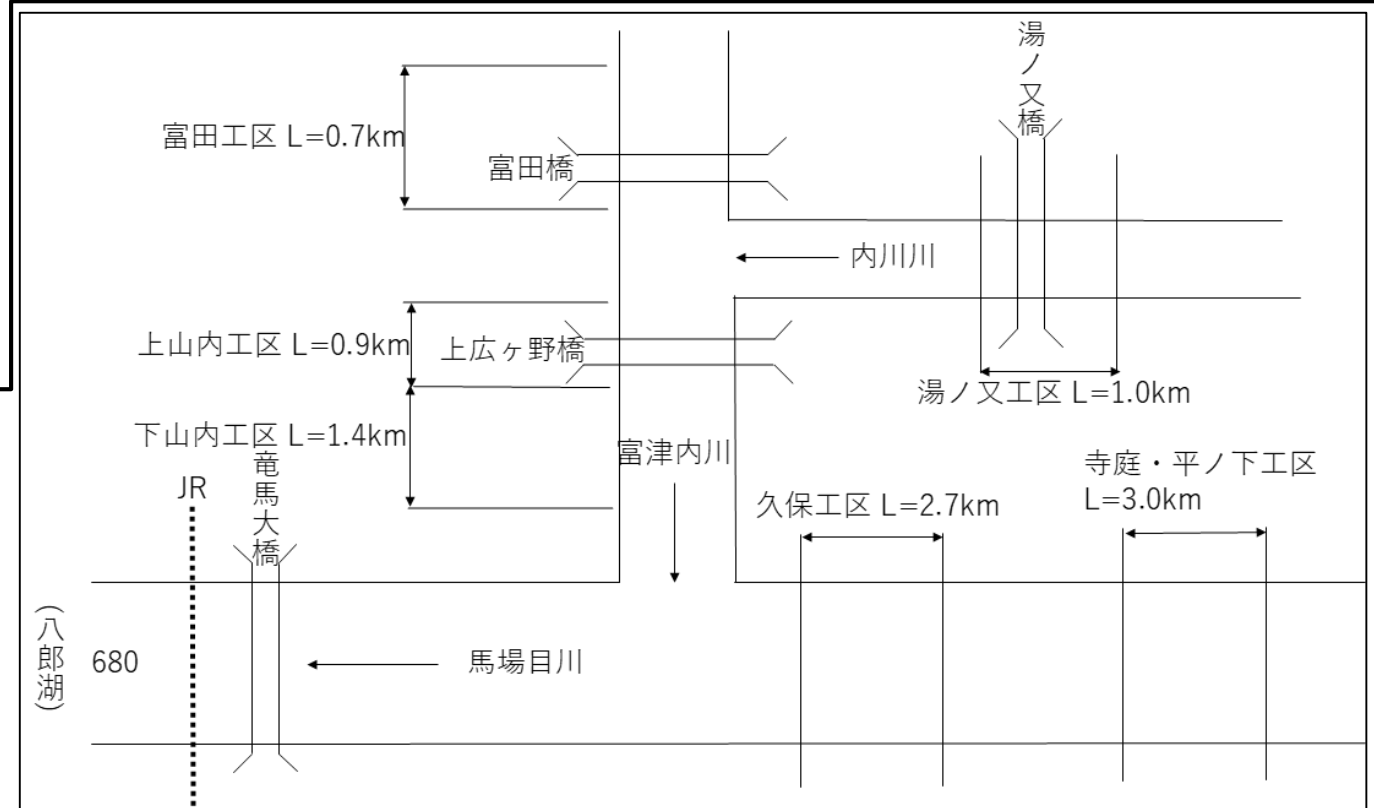 湯ノ又橋
富田工区 L=0.7km
富田橋
内川川
上山内工区 L=0.9km
上広ヶ野橋
湯ノ又工区 L=1.0km
下山内工区 L=1.4km
富津内川
竜馬大橋
JR
久保工区 L=2.7km
寺庭・平ノ下工区
L=3.0km
(八郎湖)
680
馬場目川